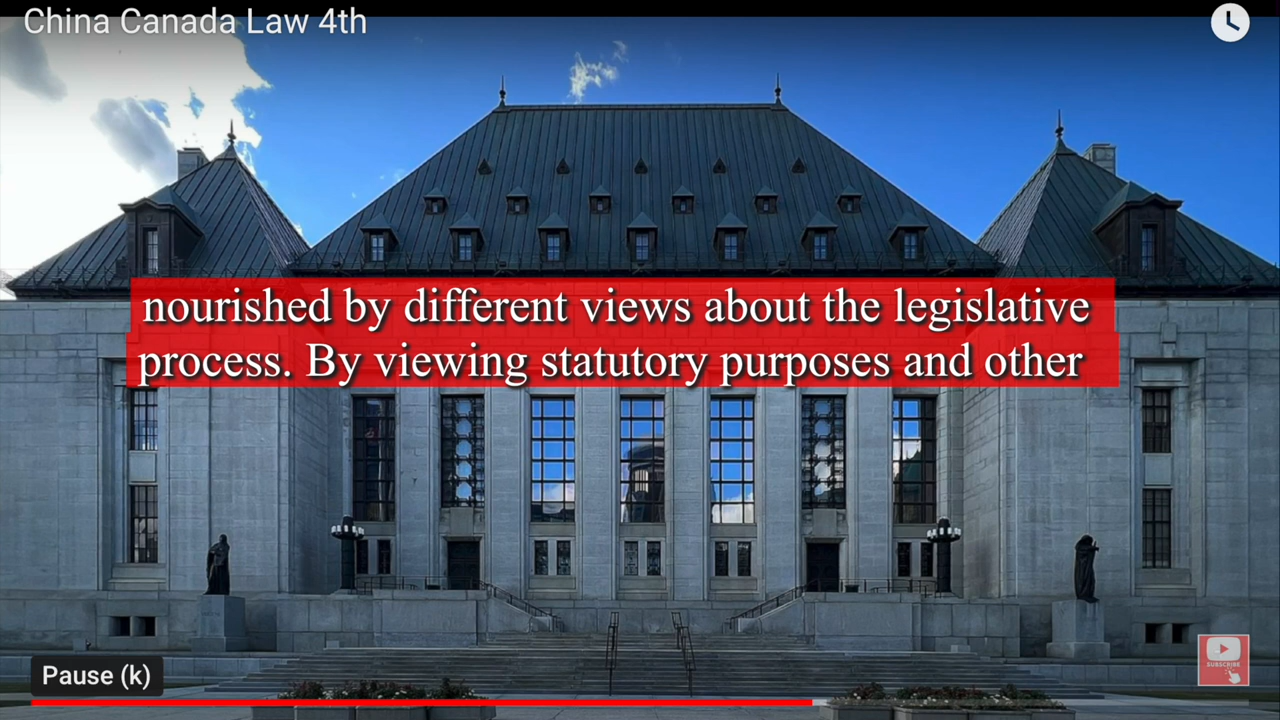 China Canada Law 4th
nourished by different views about the legislative
process. By viewing statutory purposes and other
Pause (k)
SUBSCRIBE